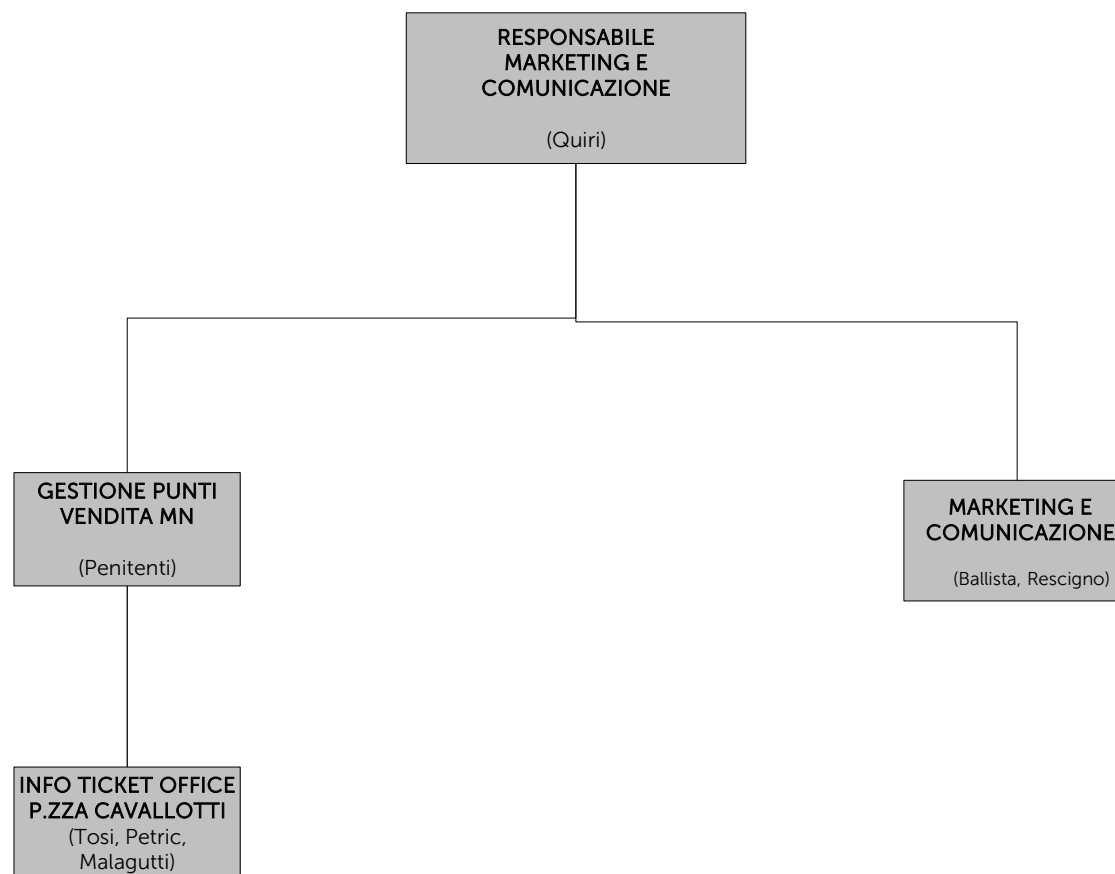 RESPONSABILE
MARKETING E
COMUNICAZIONE
(Quiri)
GESTIONE PUNTI
VENDITA MN
(Penitenti)
MARKETING E
COMUNICAZIONE
(Ballista, Rescigno)
INFO TICKET OFFICE
P.ZZA CAVALLOTTI
(Tosi, Petric,
Malagutti)